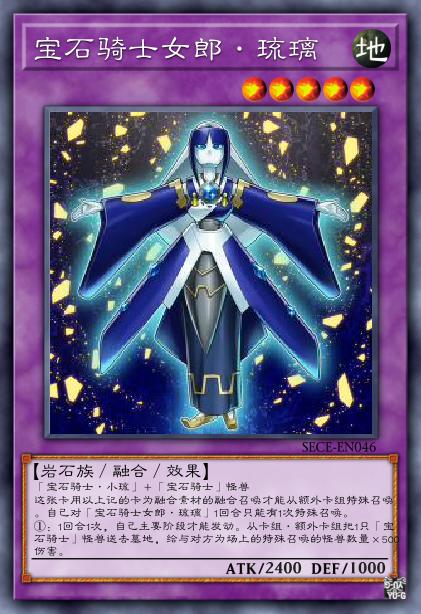 宝石骑士女郎·琉璃
地
SECE-EN046
【岩石族/融合/效果】
「宝石骑士·小琉」+「宝石骑士」怪兽
这张卡用以上记的卡为融合素材的融合召唤才能从额外卡组特殊召唤
。自己对「宝石骑士女郎·琉璃」1回合只能有1次特殊召唤。
①：1回合1次，自己主要阶段才能发动。从卡组·额外卡组把1只「宝
石骑士」怪兽送去墓地，给与对方为场上的特殊召唤的怪兽数量×500
伤害。
ATK/2400 DEF/1000